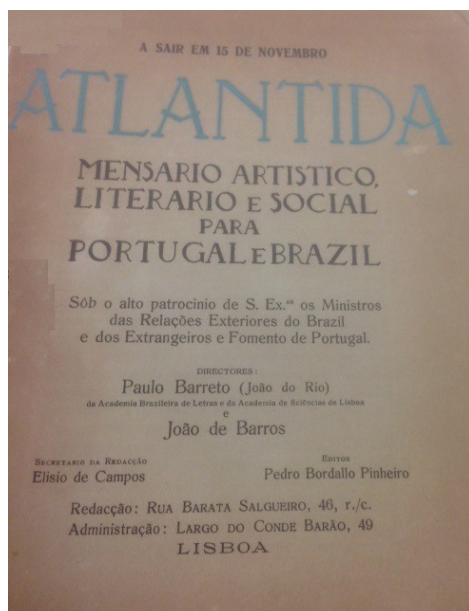 A SAIR EM 15 DE NOVEMBRO
ATLANTIDA
MENSARIO ARTISTICO,
LITERARIO E SOCIAL
PARA
PORTUGAL E BRAZIL
Sôb o alto patrocinio de S. Ex.as os Ministros
das Relações Exteriores do Brazil
e dos Extrangeiros e Fomento de Portugal.
DIRECTORES:
Paulo Barreto (João do Rio)
da Academia Brazileira de Letras e da Academia de Sciências de Lisboa
e
João de Barros
SECRETARIO DA REDACÇÃO
Elisio de Campos
EDITOR
Pedro Bordallo Pinheiro
Redacção: RUA BARATA SALGUEIRO, 46, r./c.
Administração: LARGO DO CONDE BARÃO, 49
LISBOA